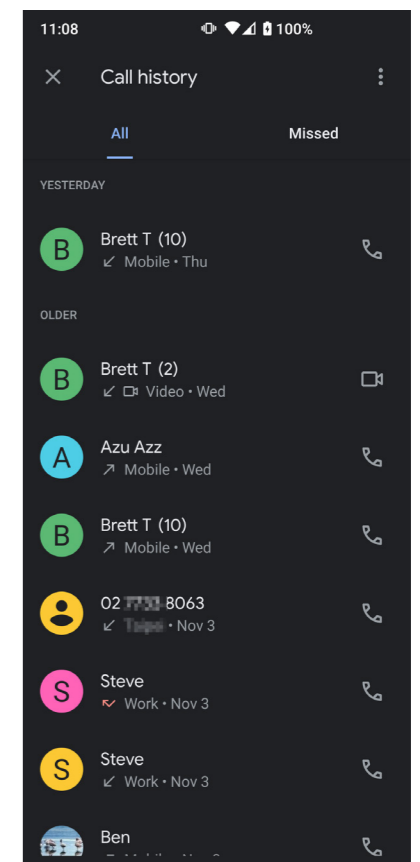 11:08
100%
Call history
All
Missed
YESTERDAY
B
Brett T (10)
Mobile • Thu
OLDER
B
Brett T (2)
Video • Wed
A
Azu Azz
Mobile • Wed
B
Brett T (10)
Mobile • Wed
02 -8063
• Nov 3
S
Steve
Work • Nov 3
S
Steve
Work • Nov 3
Ben